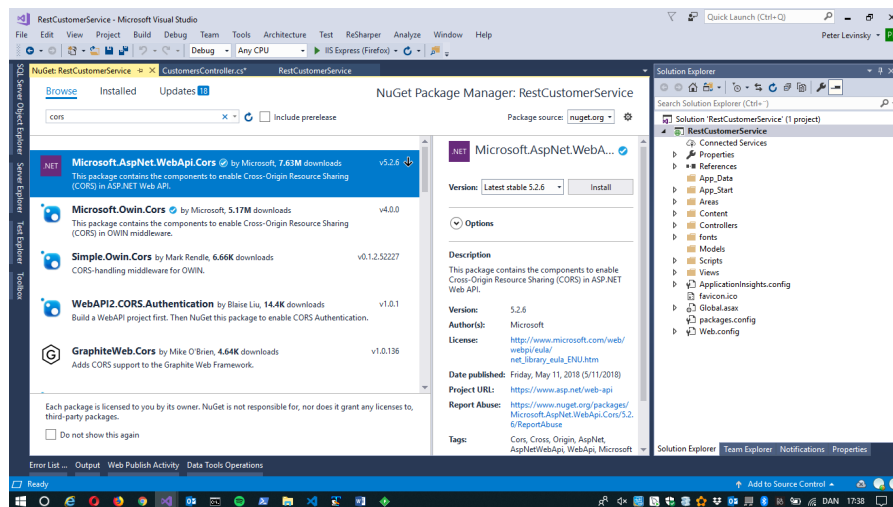 RestCustomerService - Microsoft Visual Studio
Quick Launch (Ctrl+Q)
File Edit View Project Build Debug Team Tools Architecture Test ReSharper Analyze Window Help
Peter Levinsky
Debug Any CPU IIS Express (Firefox)
SQL Server Object Explorer
Server Explorer
Test Explorer
Toolbox
NuGet: RestCustomerService CustomersController.cs* RestCustomerService
Browse Installed Updates 18
NuGet Package Manager: RestCustomerService
cors
Include prerelease
Package source: nuget.org
.NET
Microsoft.AspNet.WebApi.Cors by Microsoft, 7.63M downloads v5.2.6
This package contains the components to enable Cross-Origin Resource Sharing
(CORS) in ASP.NET Web API.
Microsoft.Owin.Cors by Microsoft, 5.17M downloads v4.0.0
This package contains the components to enable Cross-Origin Resource Sharing
(CORS) in OWIN middleware.
Simple.Owin.Cors by Mark Rendle, 6.66K downloads v0.1.2.52227
CORS-handling middleware for OWIN.
WebAPI2.CORS.Authentication by Blaise Liu, 14.4K downloads v1.0.1
Build a WebAPI project first. Then NuGet this package to enable CORS Authentication.
GraphiteWeb.Cors by Mike O'Brien, 4.64K downloads v1.0.136
Adds CORS support to the Graphite Web Framework.
Each package is licensed to you by its owner. NuGet is not responsible for, nor does it grant any licenses to,
third-party packages.
Do not show this again
.NET
Microsoft.AspNet.WebA...
Version: Latest stable 5.2.6 Install
Options
Description
This package contains the components to enable
Cross-Origin Resource Sharing (CORS) in ASP.NET
Web API.
Version: 5.2.6
Author(s): Microsoft
License: http://www.microsoft.com/web/
webpi/eula/
net_library_eula_ENU.htm
Date published: Friday, May 11, 2018 (5/11/2018)
Project URL: https://www.asp.net/web-api
Report Abuse: https://www.nuget.org/packages/
Microsoft.AspNet.WebApi.Cors/5.2.
6/ReportAbuse
Tags: Cors, Cross, Origin, AspNet,
AspNetWebApi, WebApi, Microsoft
Solution Explorer
Search Solution Explorer (Ctrl+¨)
Solution 'RestCustomerService' (1 project)
RestCustomerService
Connected Services
Properties
References
App_Data
App_Start
Areas
Content
Controllers
fonts
Models
Scripts
Views
ApplicationInsights.config
favicon.ico
Global.asax
packages.config
Web.config
Solution Explorer Team Explorer Notifications Properties
Error List ... Output Web Publish Activity Data Tools Operations
Ready
Add to Source Control
DAN 17:38